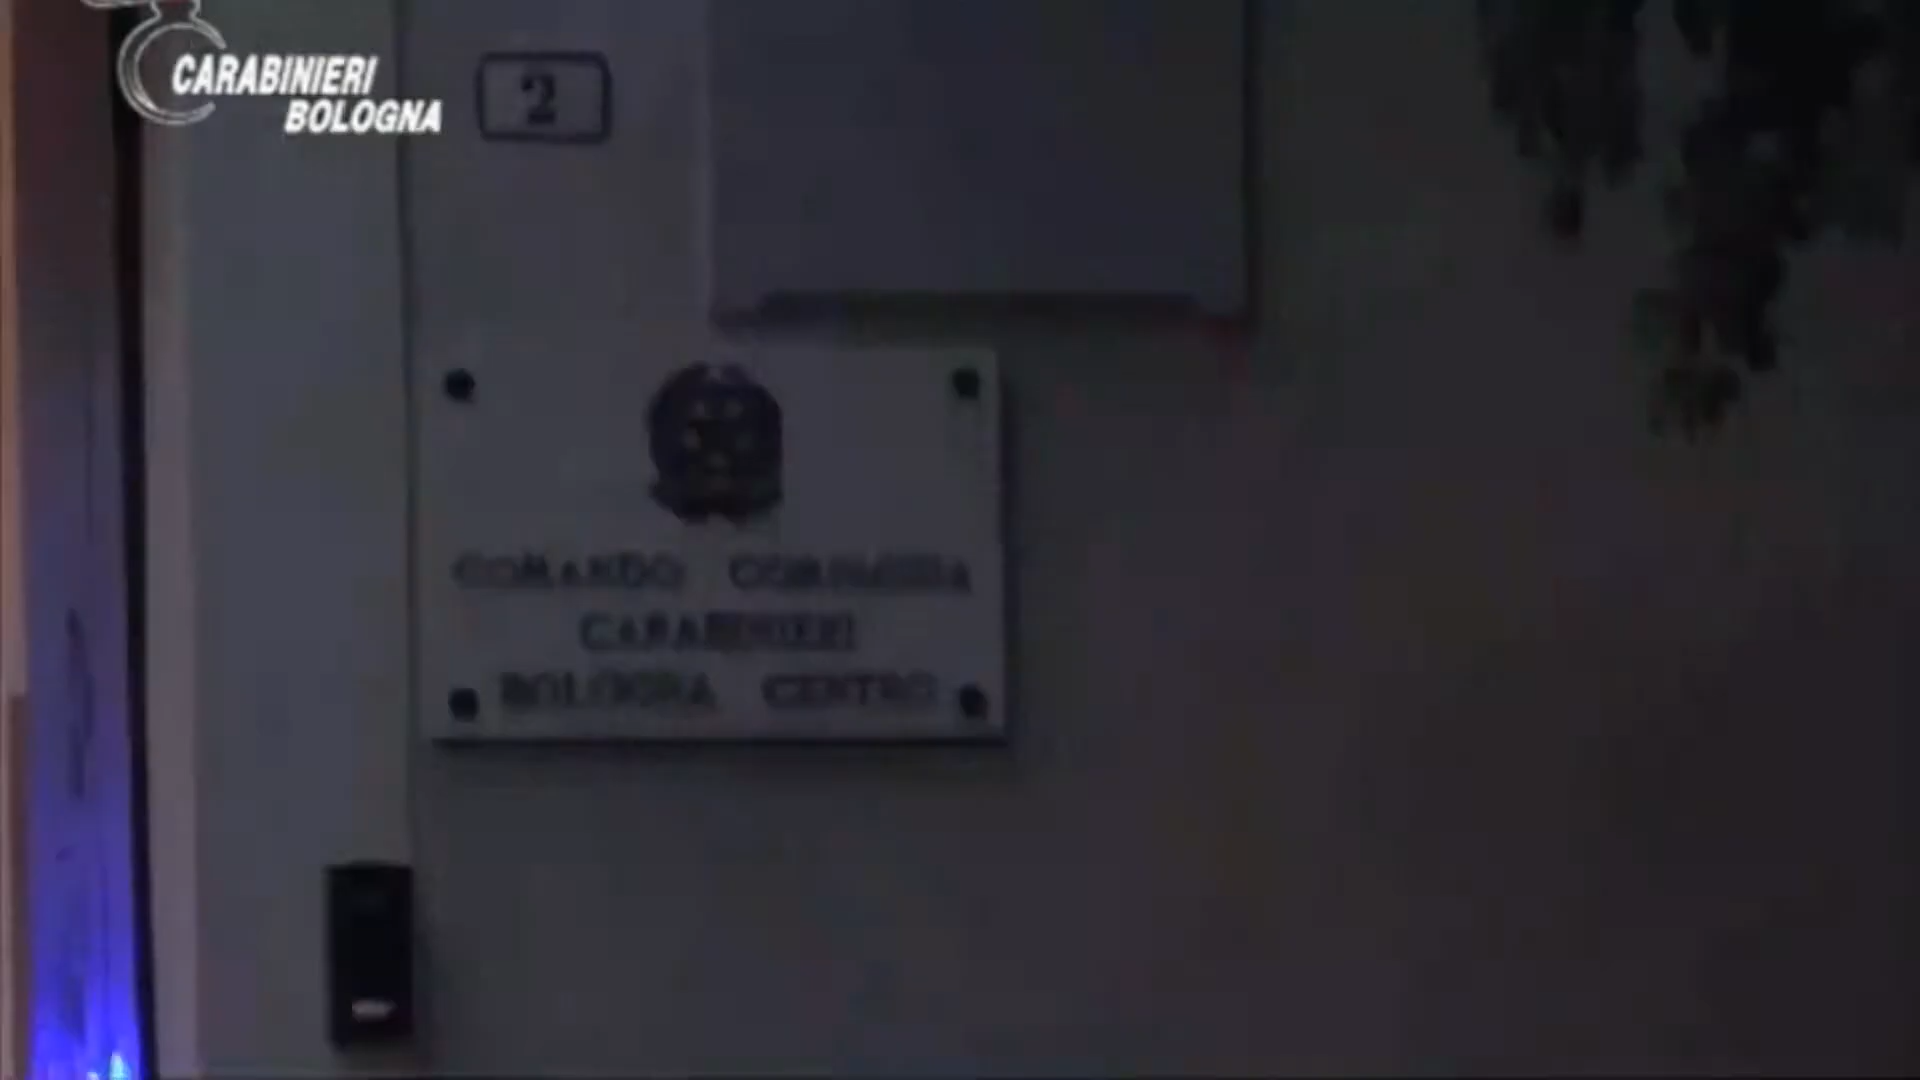 CARABINIERI
BOLOGNA
2
COMANDO COMPAGNIA
CARABINIERI
BOLOGNA CENTRO